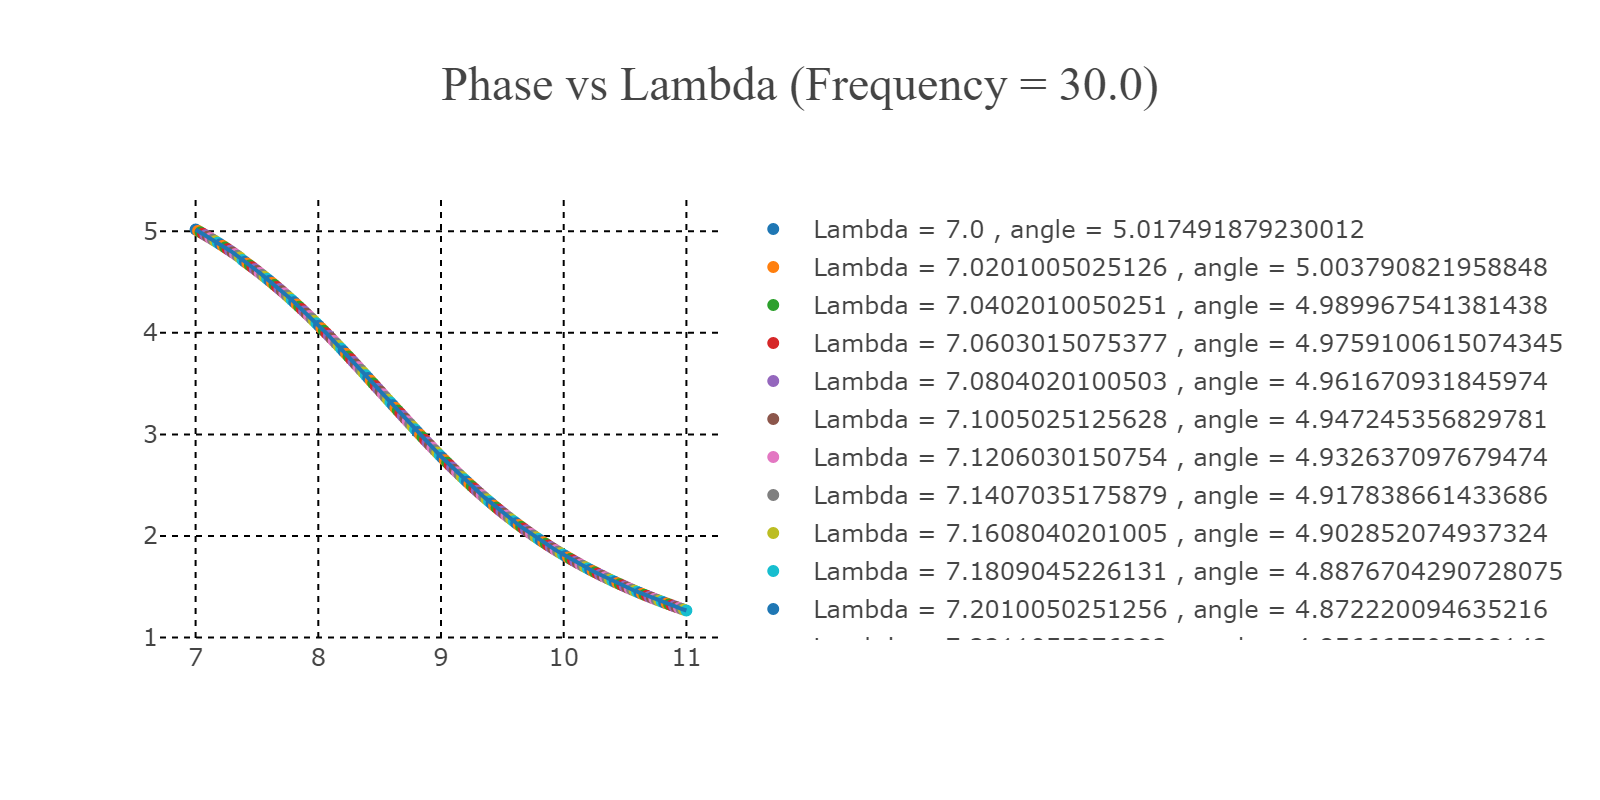 Phase vs Lambda (Frequency = 30.0)
5
4
3
2
1
7 8 9 10 11
Lambda = 7.0 , angle = 5.017491879230012
Lambda = 7.0201005025126 , angle = 5.003790821958848
Lambda = 7.0402010050251 , angle = 4.989967541381438
Lambda = 7.0603015075377 , angle = 4.9759100615074345
Lambda = 7.0804020100503 , angle = 4.961670931845974
Lambda = 7.1005025125628 , angle = 4.947245356829781
Lambda = 7.1206030150754 , angle = 4.932637097679474
Lambda = 7.1407035175879 , angle = 4.917838661433686
Lambda = 7.1608040201005 , angle = 4.902852074937324
Lambda = 7.1809045226131 , angle = 4.8876704290728075
Lambda = 7.2010050251256 , angle = 4.872220094635216